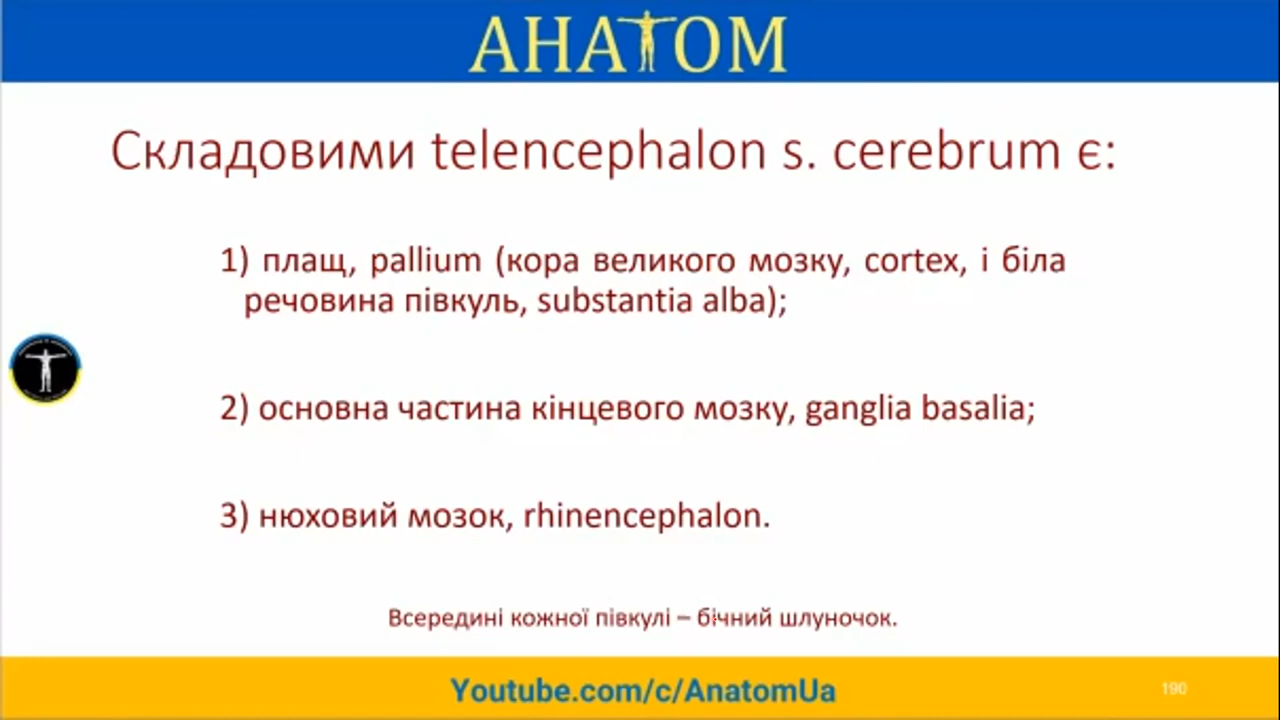 АНАТОМ
Складовими telencephalon s. cerebrum є:
1) плащ, pallium (кора великого мозку, cortex, і біла
речовина півкуль, substantia alba);
2) основна частина кінцевого мозку, ganglia basalia;
3) нюховий мозок, rhinencephalon.
Всередині кожної півкулі – бічний шлуночок.
Youtube.com/c/AnatomUa
190